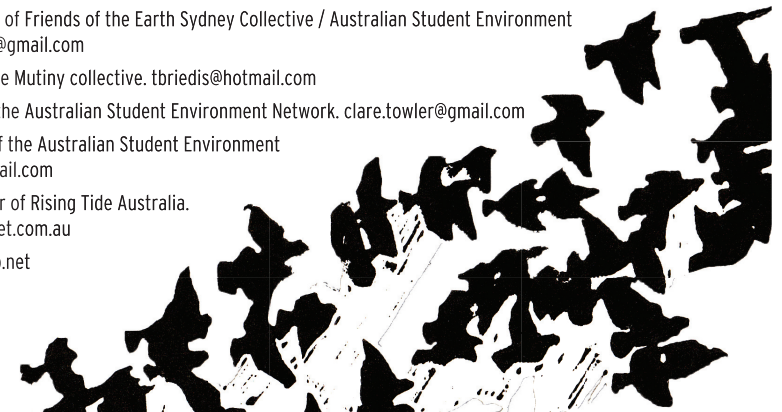 of Friends of the Earth Sydney Collective / Australian Student Environment
@gmail.com
e Mutiny collective. tbriedis@hotmail.com
the Australian Student Environment Network. clare.towler@gmail.com
f the Australian Student Environment
ail.com
r of Rising Tide Australia.
et.com.au
o.net